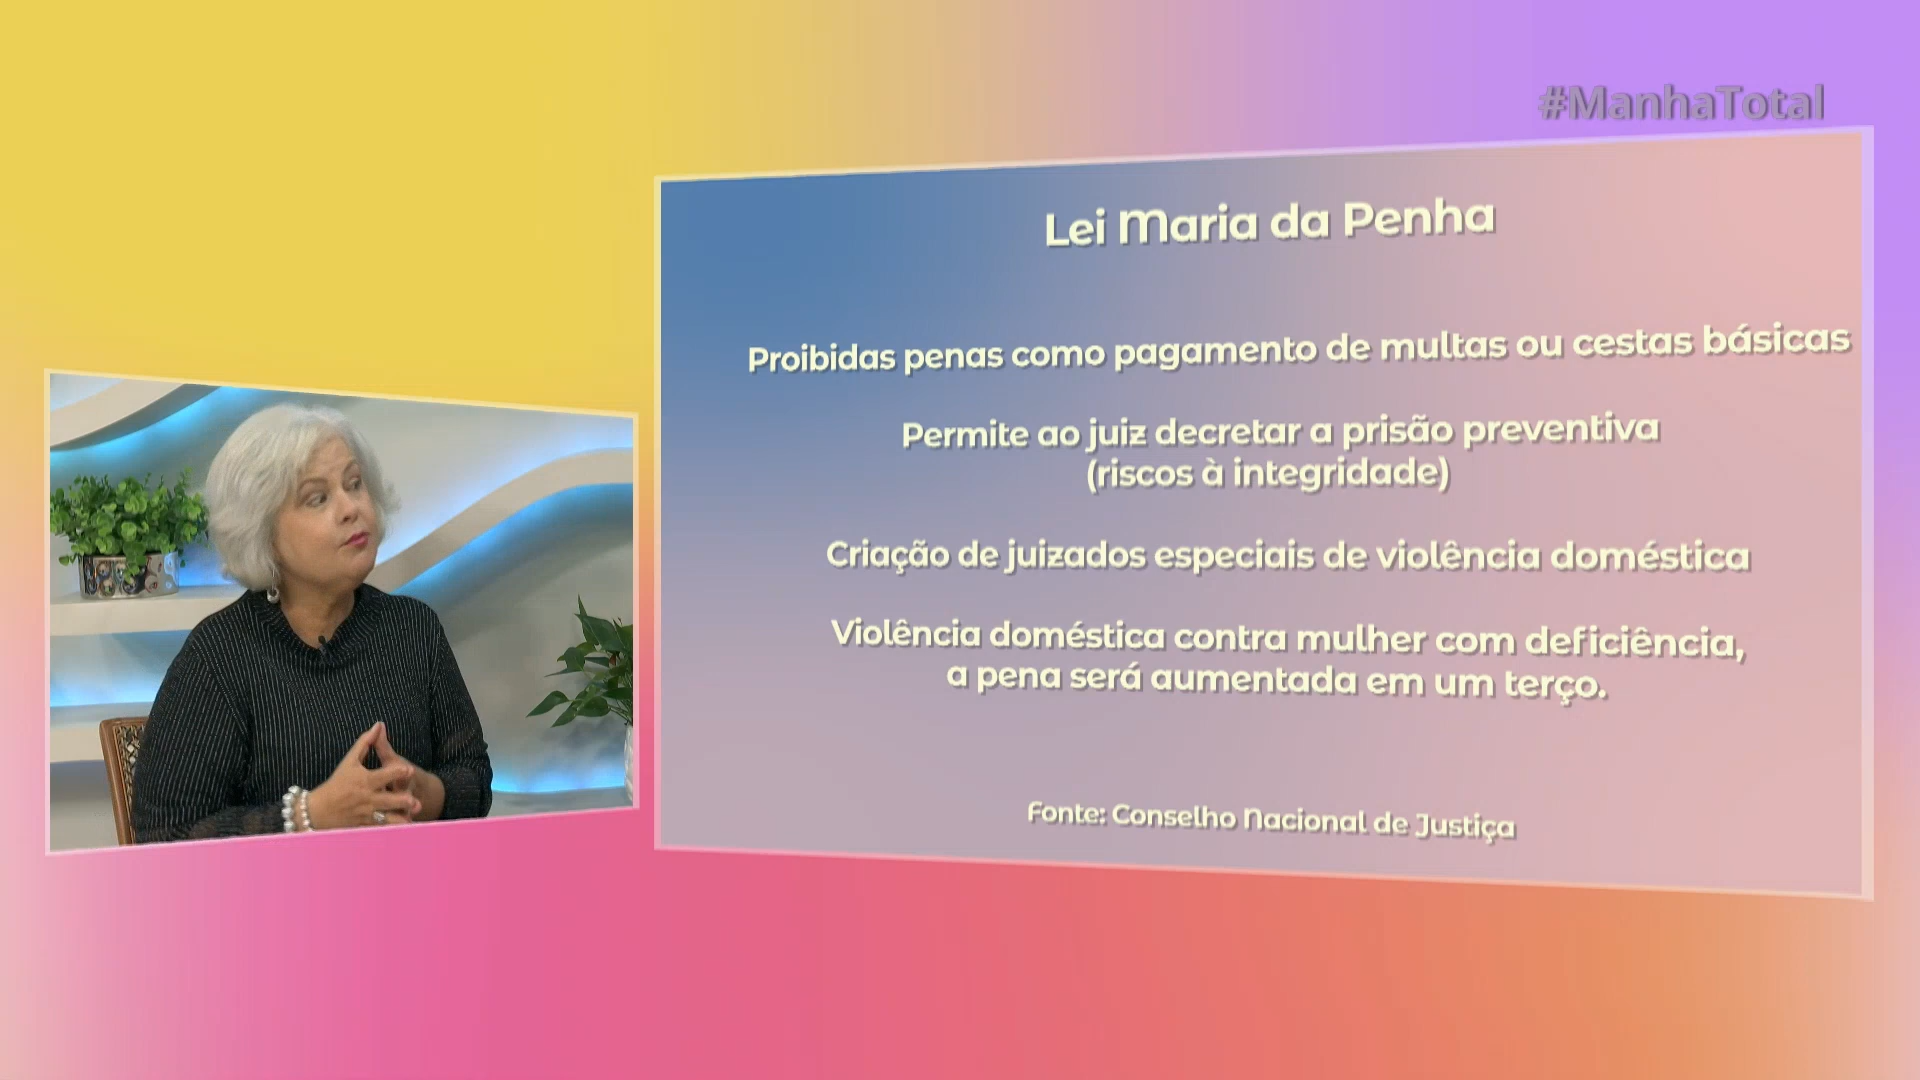 #ManhaTotal
Lei Maria da Penha
Proibidas penas como pagamento de multas ou cestas básicas
Permite ao juiz decretar a prisão preventiva
(riscos à integridade)
Criação de juizados especiais de violência doméstica
Violência doméstica contra mulher com deficiência,
a pena será aumentada em um terço.
Fonte: Conselho Nacional de Justiça